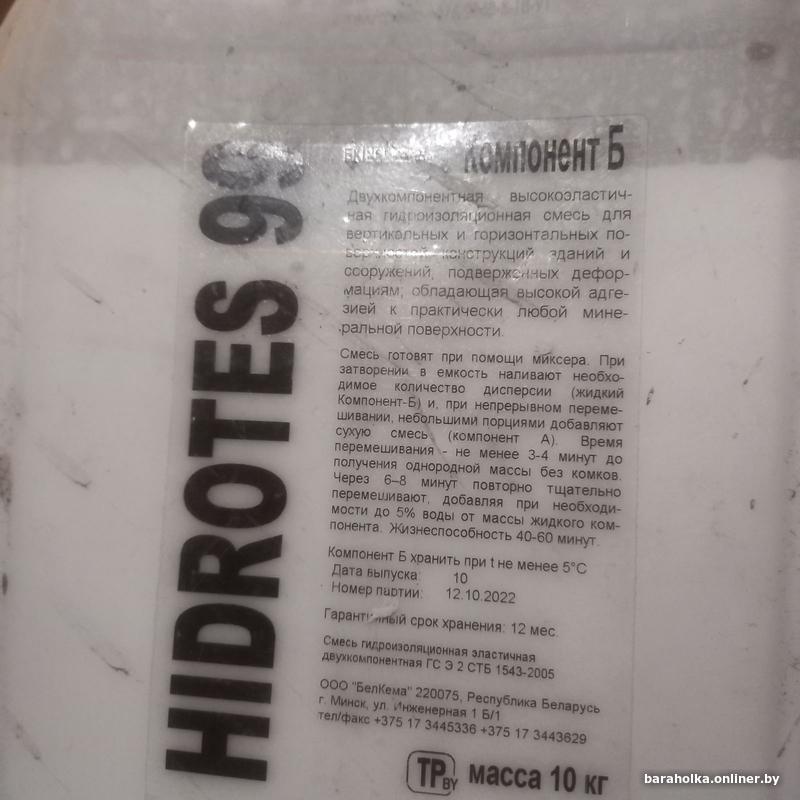 HIDROTES 99
Компонент Б
Двухкомпонентная высокоэластич-
ная гидроизоляционная смесь для
вертикальных и горизонтальных по-
верхностей конструкций зданий и
сооружений, подверженных дефор-
мациям, обладающая высокой адге-
зией к практически любой мине-
ральной поверхности.
Смесь готовят при помощи миксера. При
затворении в емкость наливают необхо-
димое количество дисперсии (жидкий
Компонент-Б) и, при непрерывном переме-
шивании, небольшими порциями добавляют
сухую смесь (компонент А). Время
перемешивания - не менее 3-4 минут до
получения однородной массы без комков.
Через 6–8 минут повторно тщательно
перемешивают, добавляя при необходи-
мости до 5% воды от массы жидкого ком-
понента. Жизнеспособность 40-60 минут.
Компонент Б хранить при t не менее 5°C
Дата выпуска: 10
Номер партии: 12.10.2022
Гарантийный срок хранения: 12 мес.
Смесь гидроизоляционная эластичная
двухкомпонентная ГС Э 2 СТБ 1543-2005
ООО "БелКема" 220075, Республика Беларусь
г. Минск, ул. Инженерная 1 Б/1
тел/факс +375 17 3445336 +375 17 3443629
ТР BY масса 10 кг
baraholka.onliner.by